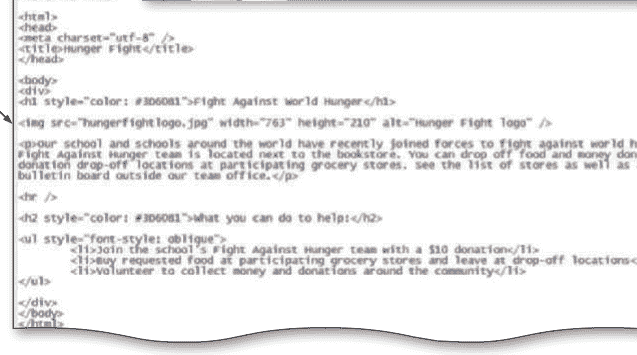 <html>
<head>
<meta charset="utf-8" />
<title>Hunger Fight</title>
</head>
<body>
<div>
<h1 style="color: #3D6081">Fight Against World Hunger</h1>
<img src="hungerfightlogo.jpg" width="763" height="210" alt="Hunger Fight logo" />
<p>Our school and schools around the world have recently joined forces to fight against world h
Fight Against Hunger team is located next to the bookstore. You can drop off food and money don
donation drop-off locations at participating grocery stores. See the list of stores as well as
bulletin board outside our team office.</p>
<hr />
<h2 style="color: #3D6081">What you can do to help:</h2>
<ul style="font-style: oblique">
<li>Join the school's Fight Against Hunger team with a $10 donation</li>
<li>Buy requested food at participating grocery stores and leave at drop-off locations<
<li>Volunteer to collect money and donations around the community</li>
</ul>
</div>
</body>
</html>